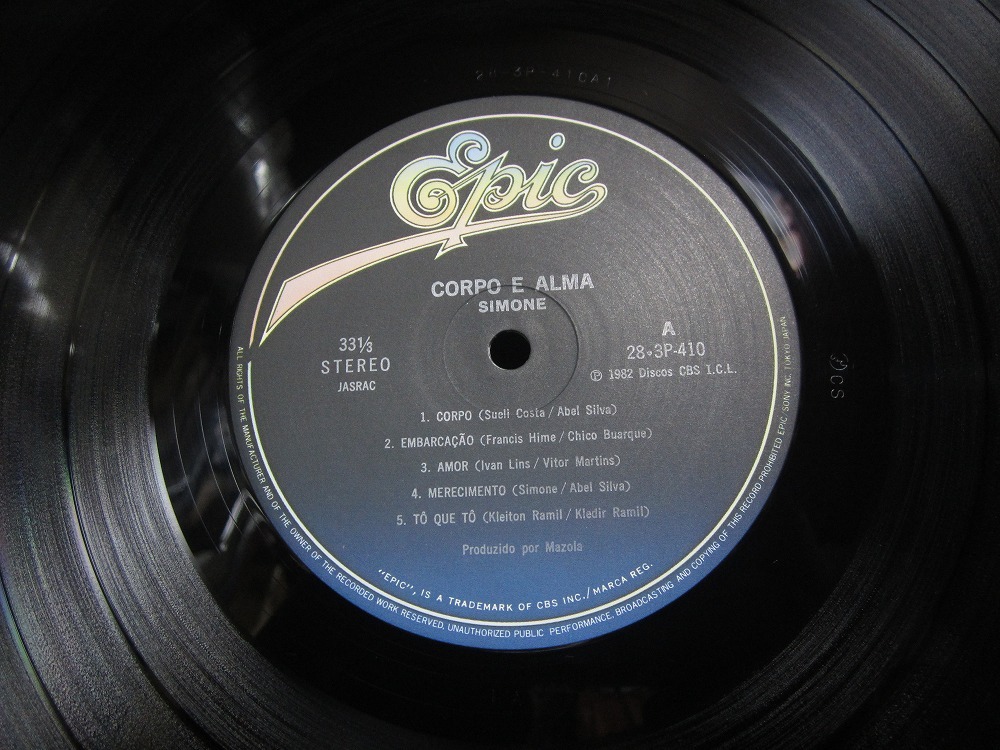 28-3P-410A1
Epic
CORPO E ALMA
SIMONE
33⅓
STEREO
JASRAC
A
28・3P-410
Ⓟ 1982 Discos CBS I.C.L.
1. CORPO (Sueli Costa / Abel Silva)
2. EMBARCAÇÃO (Francis Hime / Chico Buarque)
3. AMOR (Ivan Lins / Vitor Martins)
4. MERECIMENTO (Simone / Abel Silva)
5. TÔ QUE TÔ (Kleiton Ramil / Kledir Ramil)
Produzido por Mazola
"EPIC", IS A TRADEMARK OF CBS INC. / MARCA REG.
ALL RIGHTS OF THE MANUFACTURER AND OF THE OWNER OF THE RECORDED WORK RESERVED. UNAUTHORIZED PUBLIC PERFORMANCE, BROADCASTING AND COPYING OF THIS RECORD PROHIBITED EPIC/SONY INC. TOKYO JAPAN
CS